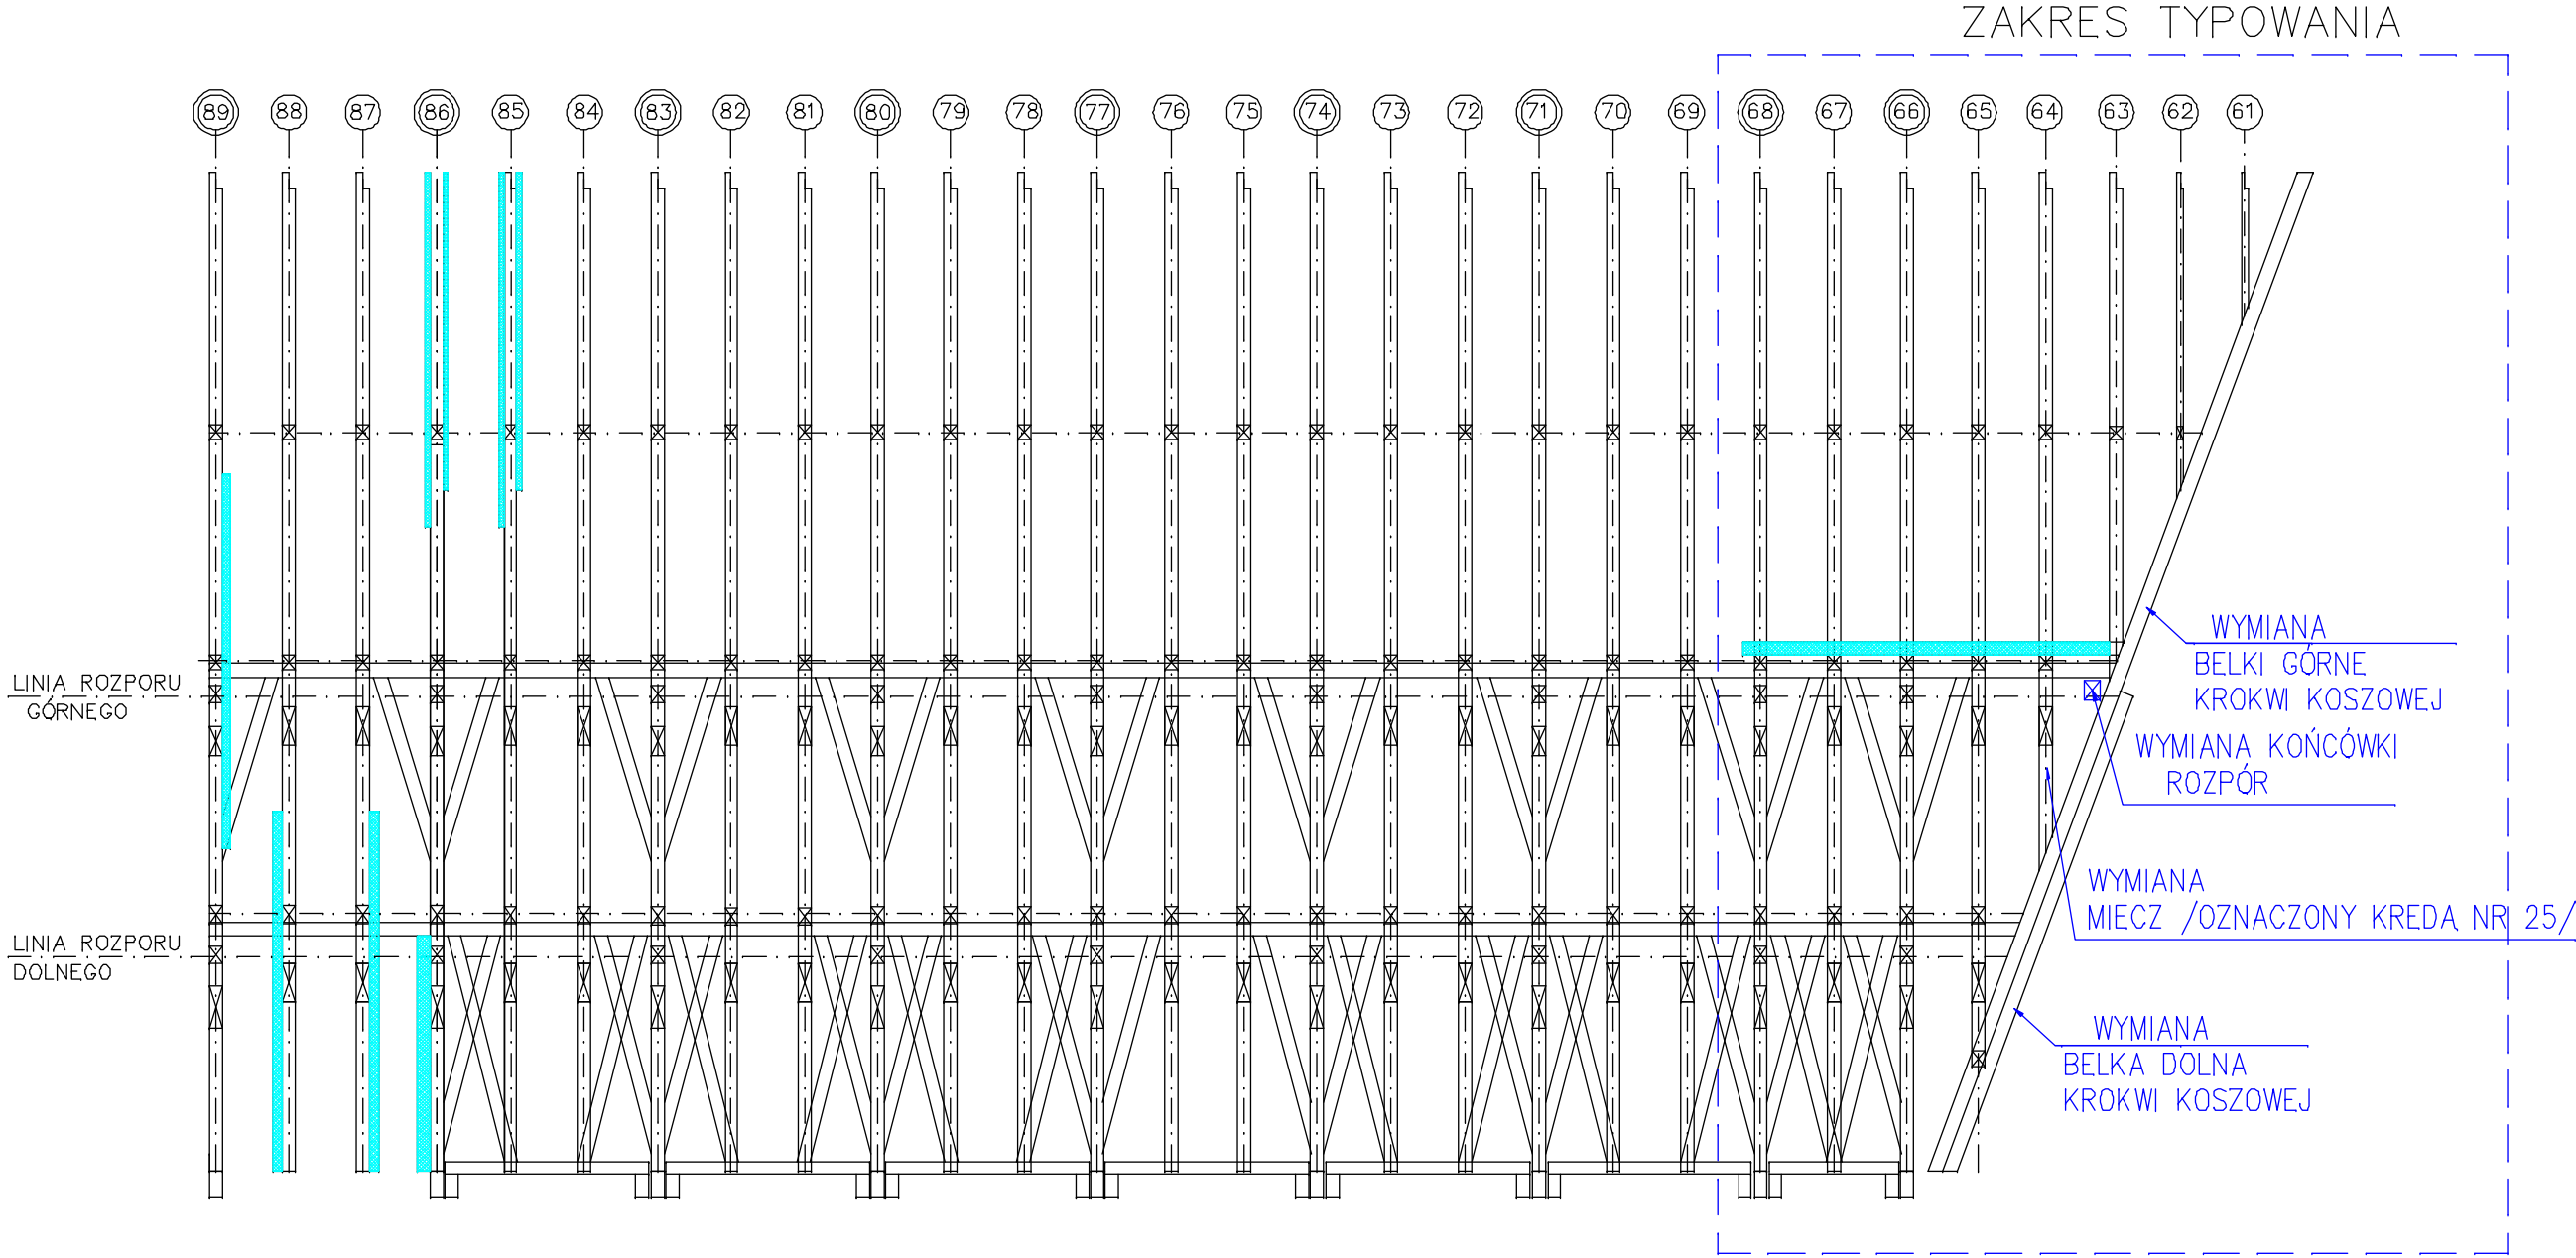 ZAKRES TYPOWANIA
89 88 87 86 85 84 83 82 81 80 79 78 77 76 75 74 73 72 71 70 69 68 67 66 65 64 63 62 61
WYMIANA
BELKI GÓRNE
KROKWI KOSZOWEJ
LINIA ROZPORU
GÓRNEGO
WYMIANA KOŃCÓWKI
ROZPÓR
WYMIANA
MIECZ /OZNACZONY KREDA NR 25/
LINIA ROZPORU
DOLNEGO
WYMIANA
BELKA DOLNA
KROKWI KOSZOWEJ